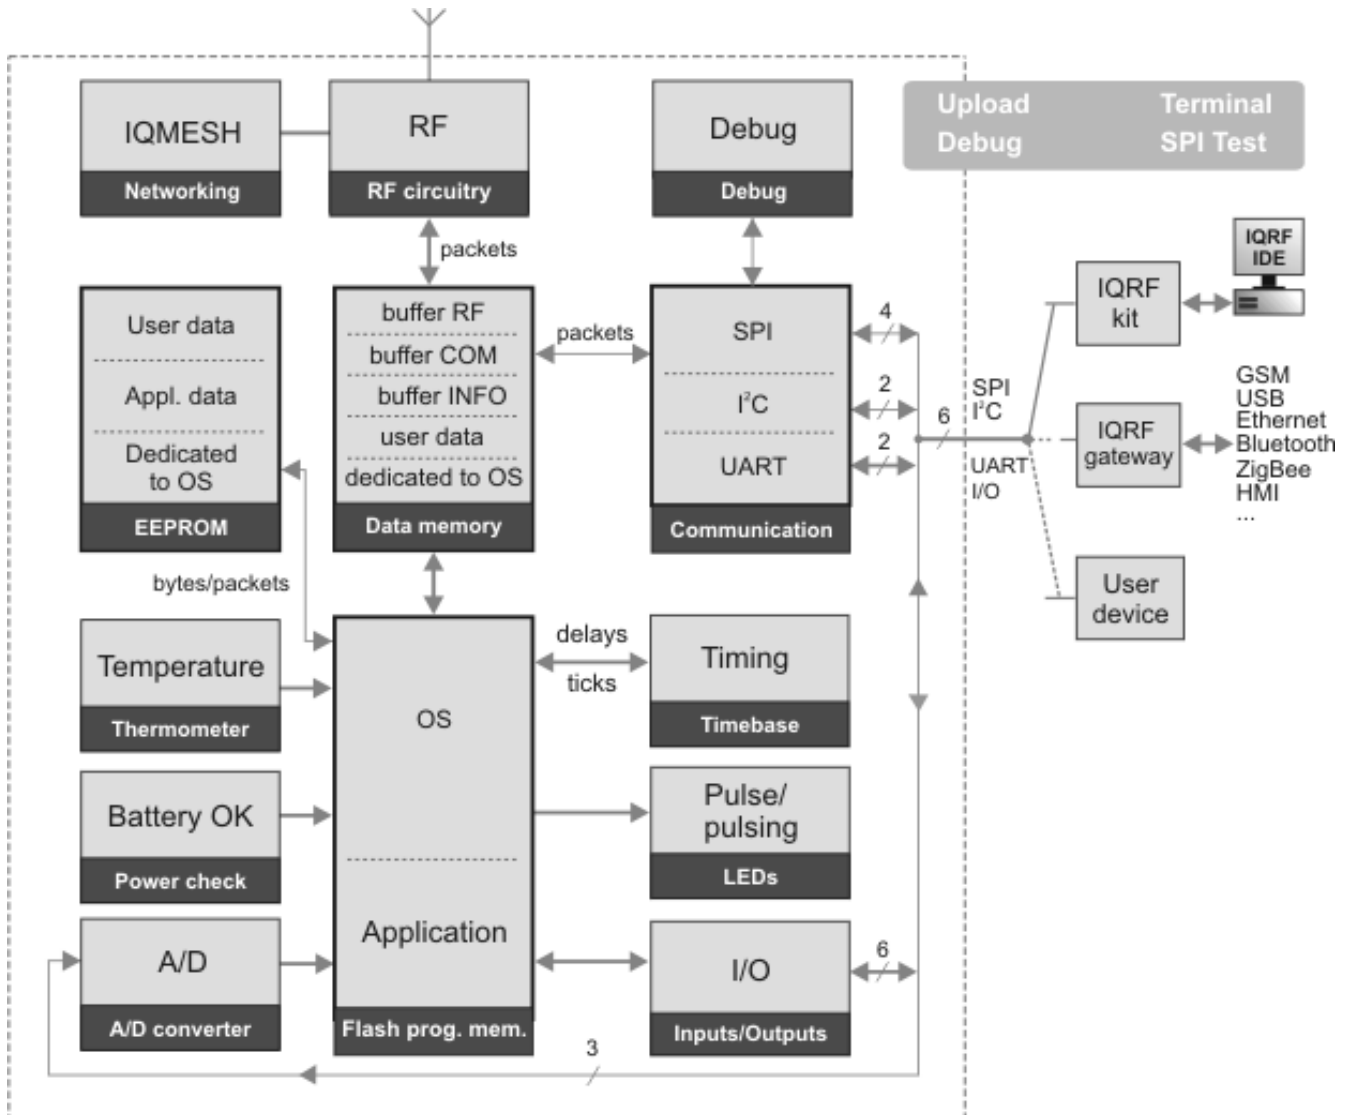 Upload Terminal
Debug SPI Test
IQMESH
Networking
RF
RF circuitry
Debug
Debug
packets
IQRF
IDE
IQRF
kit
User data
Appl. data
Dedicated
to OS
EEPROM
buffer RF
buffer COM
buffer INFO
user data
dedicated to OS
Data memory
packets
SPI
I²C
UART
Communication
4
2
2
6
SPI
I²C
UART
I/O
IQRF
gateway
GSM
USB
Ethernet
Bluetooth
ZigBee
HMI
...
User
device
bytes/packets
Temperature
Thermometer
OS
Application
Flash prog. mem.
delays
ticks
Timing
Timebase
Battery OK
Power check
Pulse/
pulsing
LEDs
A/D
A/D converter
I/O
Inputs/Outputs
6
3